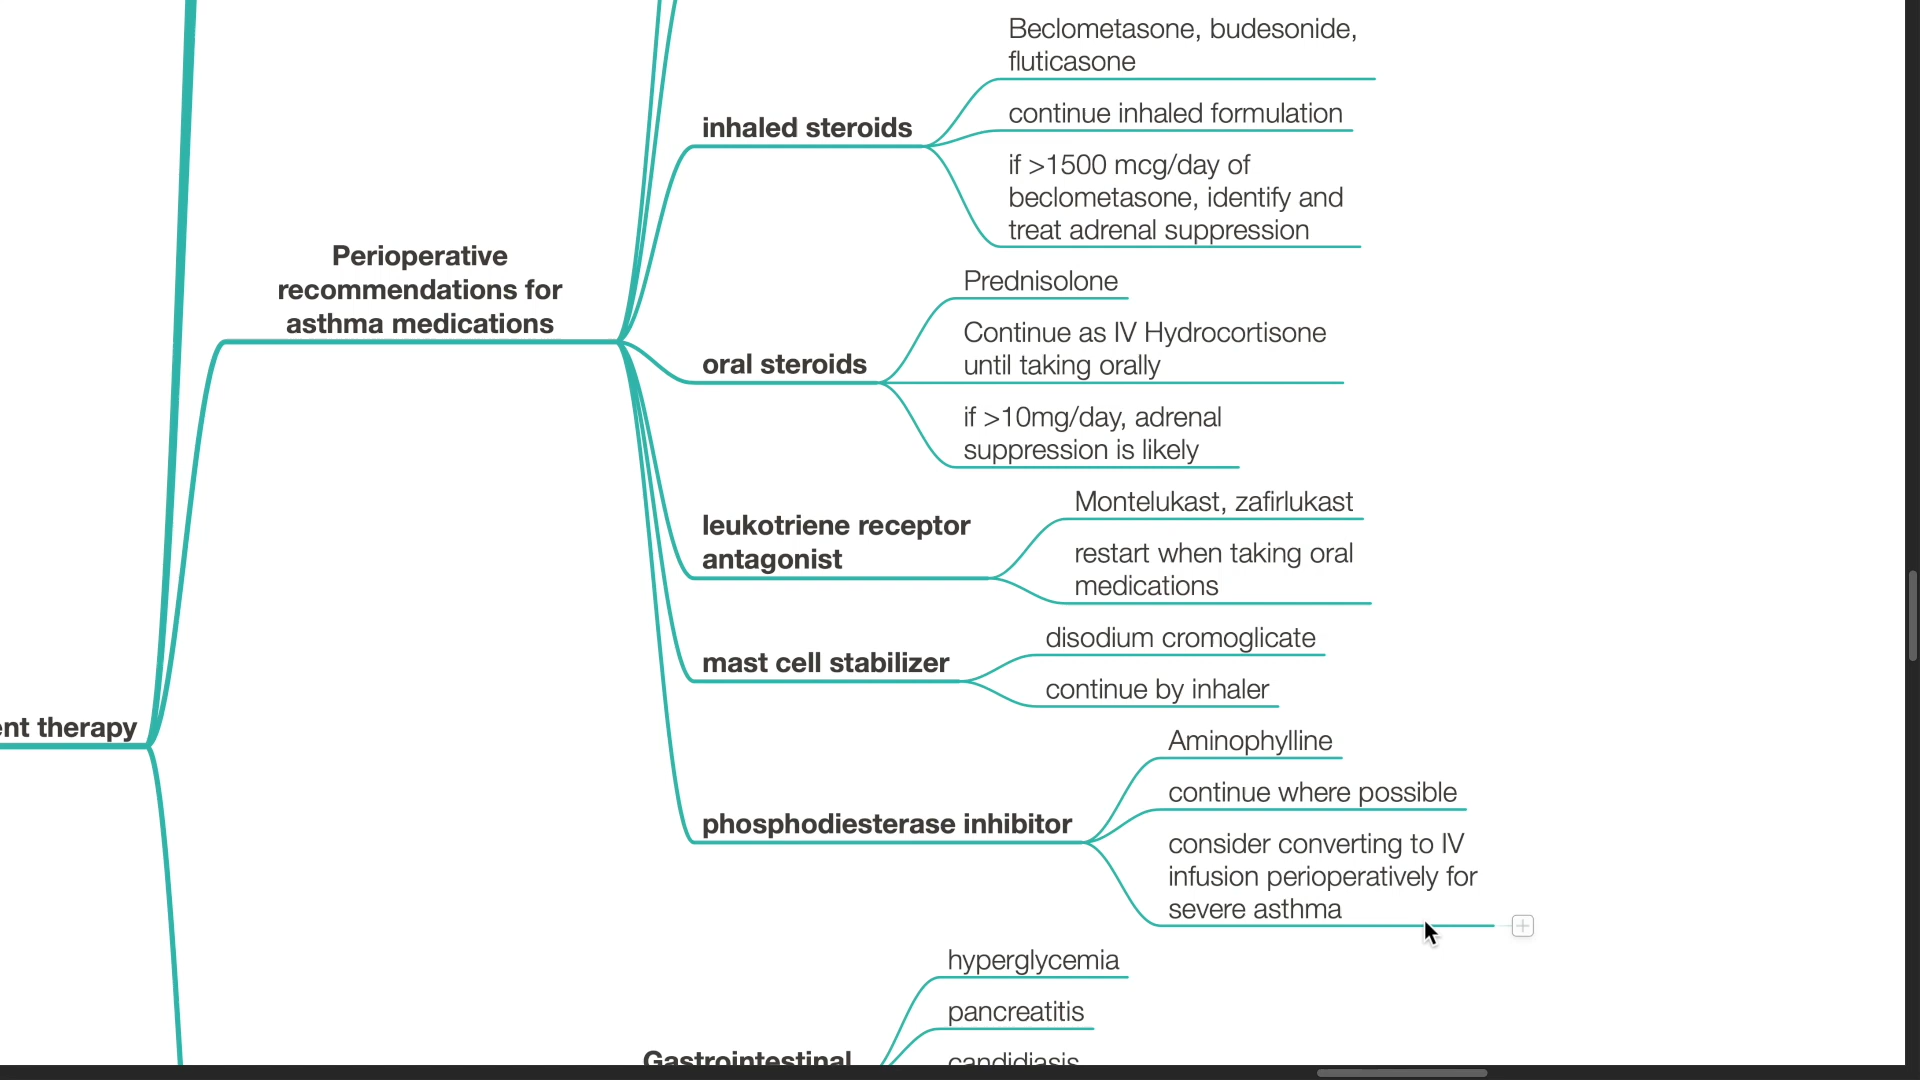 Perioperative
recommendations for
asthma medications
inhaled steroids
Beclometasone, budesonide,
fluticasone
continue inhaled formulation
if >1500 mcg/day of
beclometasone, identify and
treat adrenal suppression
oral steroids
Prednisolone
Continue as IV Hydrocortisone
until taking orally
if >10mg/day, adrenal
suppression is likely
leukotriene receptor
antagonist
Montelukast, zafirlukast
restart when taking oral
medications
mast cell stabilizer
disodium cromoglicate
continue by inhaler
phosphodiesterase inhibitor
Aminophylline
continue where possible
consider converting to IV
infusion perioperatively for
severe asthma
therapy
Gastrointestinal
hyperglycemia
pancreatitis
candidiasis